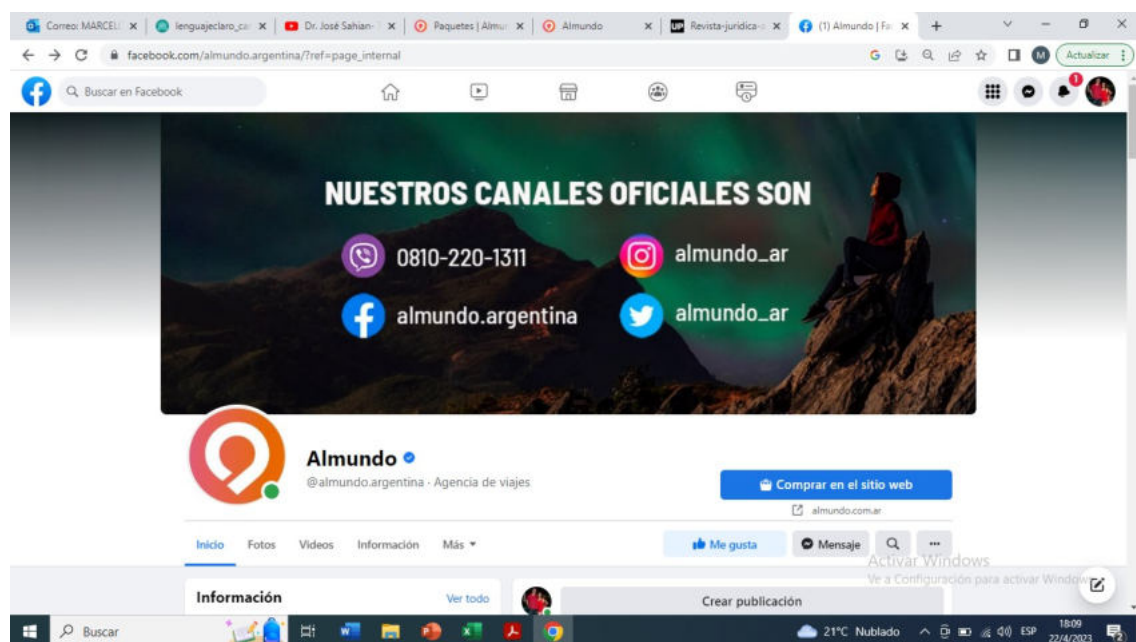 Correo: MARCEL
lenguajeclaro_ca
Dr. José Sahian-
Paquetes | Almu
Almundo
Revista-juridica-
(1) Almundo | Fa
facebook.com/almundo.argentina/?ref=page_internal
M
Actualizar
Buscar en Facebook
1
NUESTROS CANALES OFICIALES SON
0810-220-1311
almundo_ar
almundo.argentina
almundo_ar
Almundo
@almundo.argentina · Agencia de viajes
Comprar en el sitio web
almundo.com.ar
Inicio Fotos Videos Información Más
Me gusta Mensaje
Activar Windows
Ve a Configuración para activar Windows
Información Ver todo
Crear publicación
Buscar
21°C Nublado
ESP
18:09
22/4/2023
2